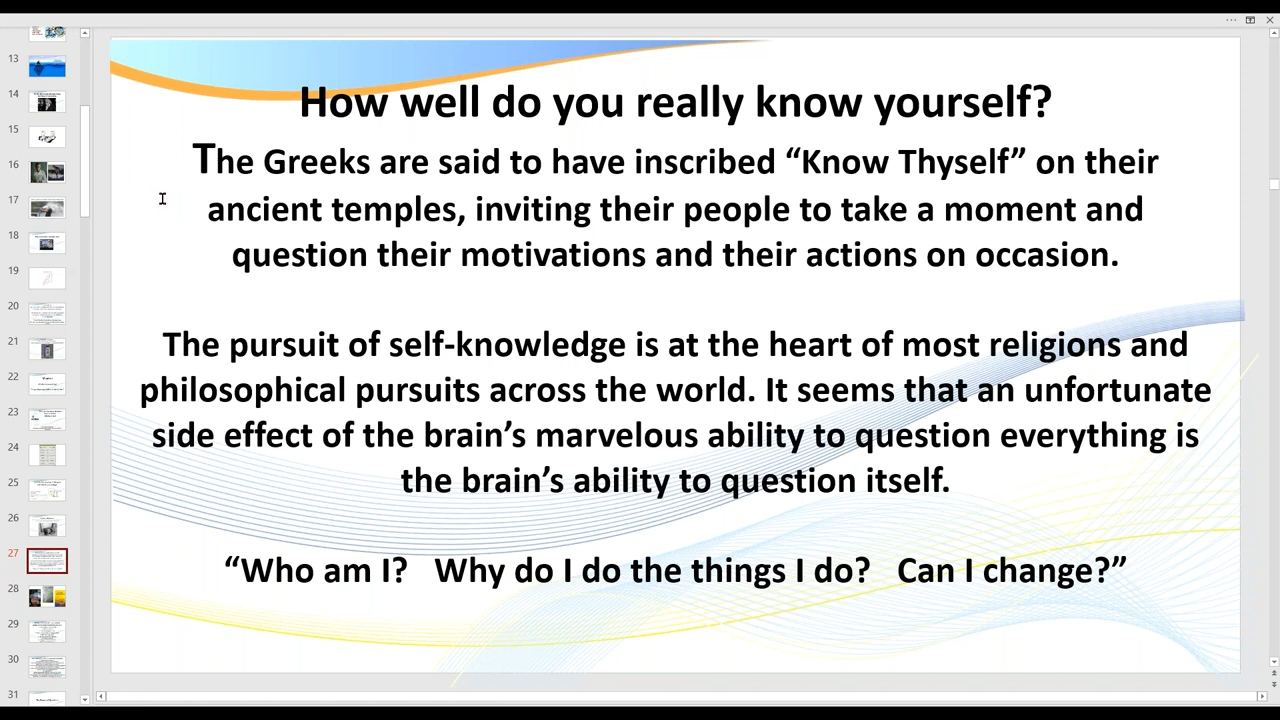 How well do you really know yourself?
The Greeks are said to have inscribed “Know Thyself” on their
ancient temples, inviting their people to take a moment and
question their motivations and their actions on occasion.
The pursuit of self-knowledge is at the heart of most religions and
philosophical pursuits across the world. It seems that an unfortunate
side effect of the brain’s marvelous ability to question everything is
the brain’s ability to question itself.
“Who am I?   Why do I do the things I do?   Can I change?”
13
14
15
16
17
18
19
20
21
22
23
24
25
26
27
28
29
30
31